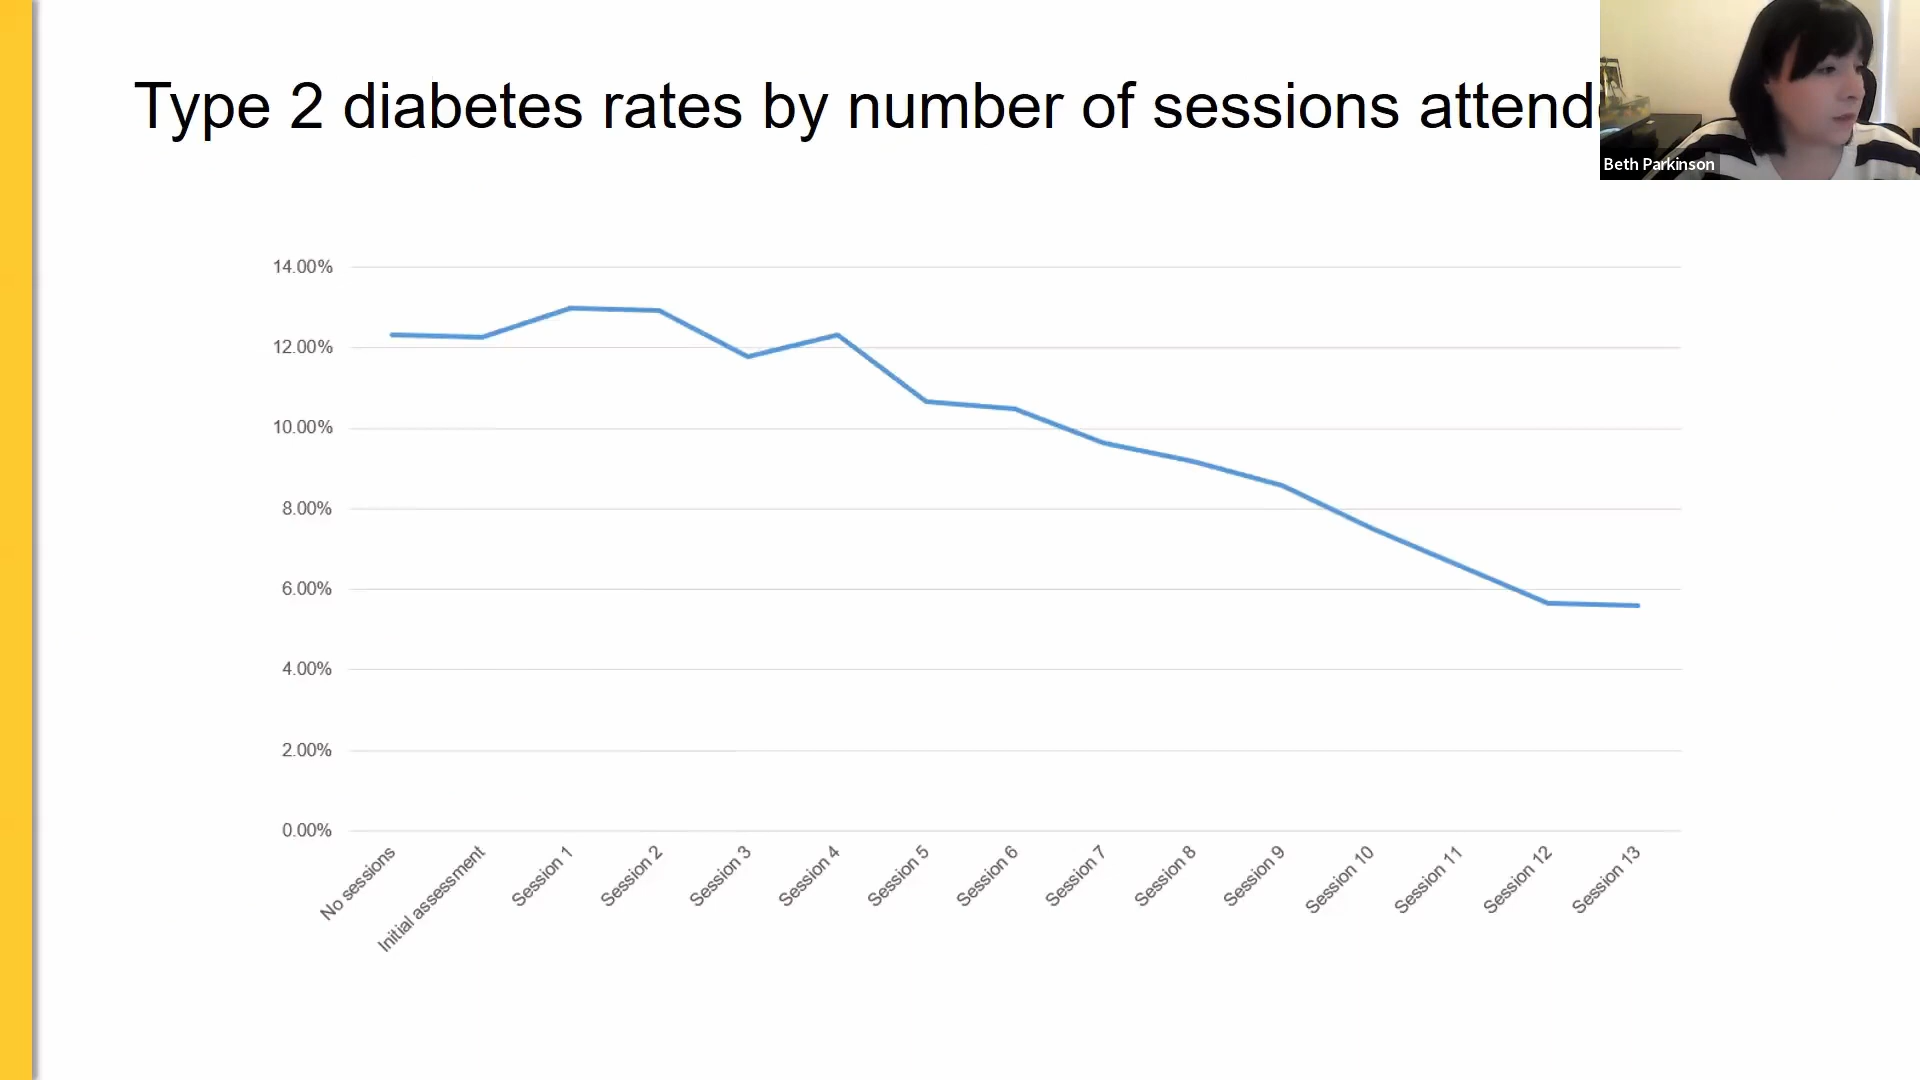 Type 2 diabetes rates by number of sessions attend
Beth Parkinson
14.00%
12.00%
10.00%
8.00%
6.00%
4.00%
2.00%
0.00%
No sessions
Initial assessment
Session 1
Session 2
Session 3
Session 4
Session 5
Session 6
Session 7
Session 8
Session 9
Session 10
Session 11
Session 12
Session 13